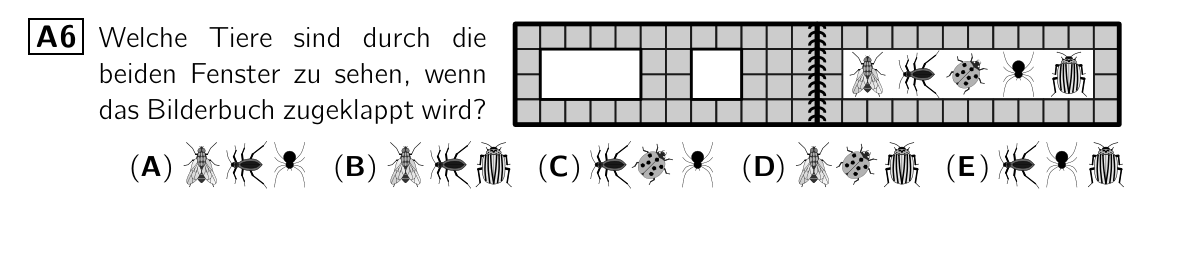 A6 Welche Tiere sind durch die
beiden Fenster zu sehen, wenn
das Bilderbuch zugeklappt wird?
(A) (B) (C) (D) (E)